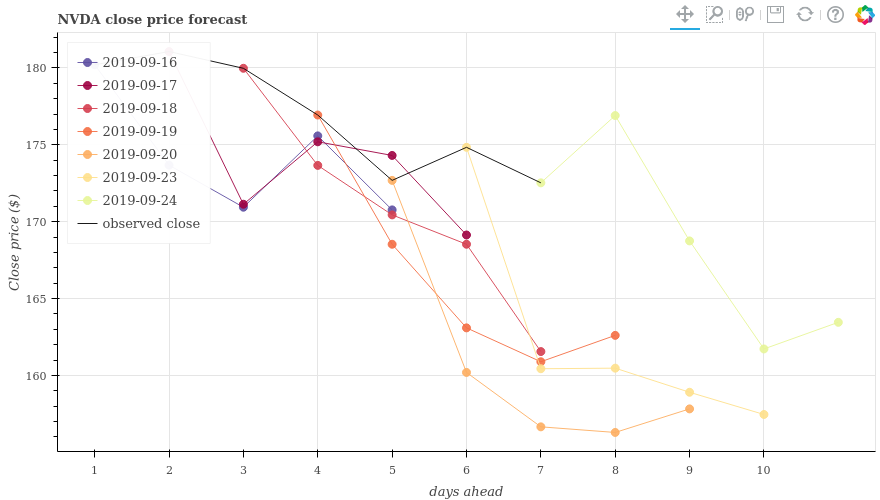 NVDA close price forecast
2019-09-16
2019-09-17
2019-09-18
2019-09-19
2019-09-20
2019-09-23
2019-09-24
observed close
180
175
170
165
160
Close price ($)
1 2 3 4 5 6 7 8 9 10
days ahead